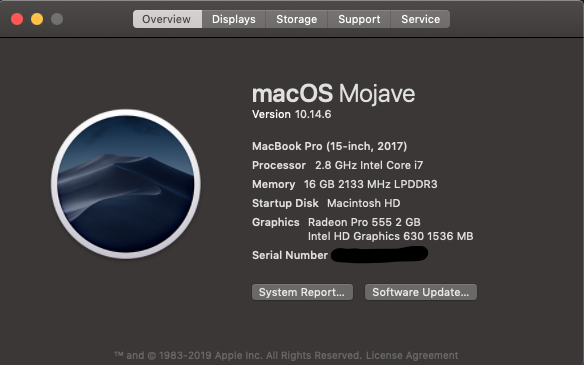 Overview Displays Storage Support Service
macOS Mojave
Version 10.14.6
MacBook Pro (15-inch, 2017)
Processor 2.8 GHz Intel Core i7
Memory 16 GB 2133 MHz LPDDR3
Startup Disk Macintosh HD
Graphics Radeon Pro 555 2 GB
Intel HD Graphics 630 1536 MB
Serial Number
System Report... Software Update...
™ and © 1983-2019 Apple Inc. All Rights Reserved. License Agreement